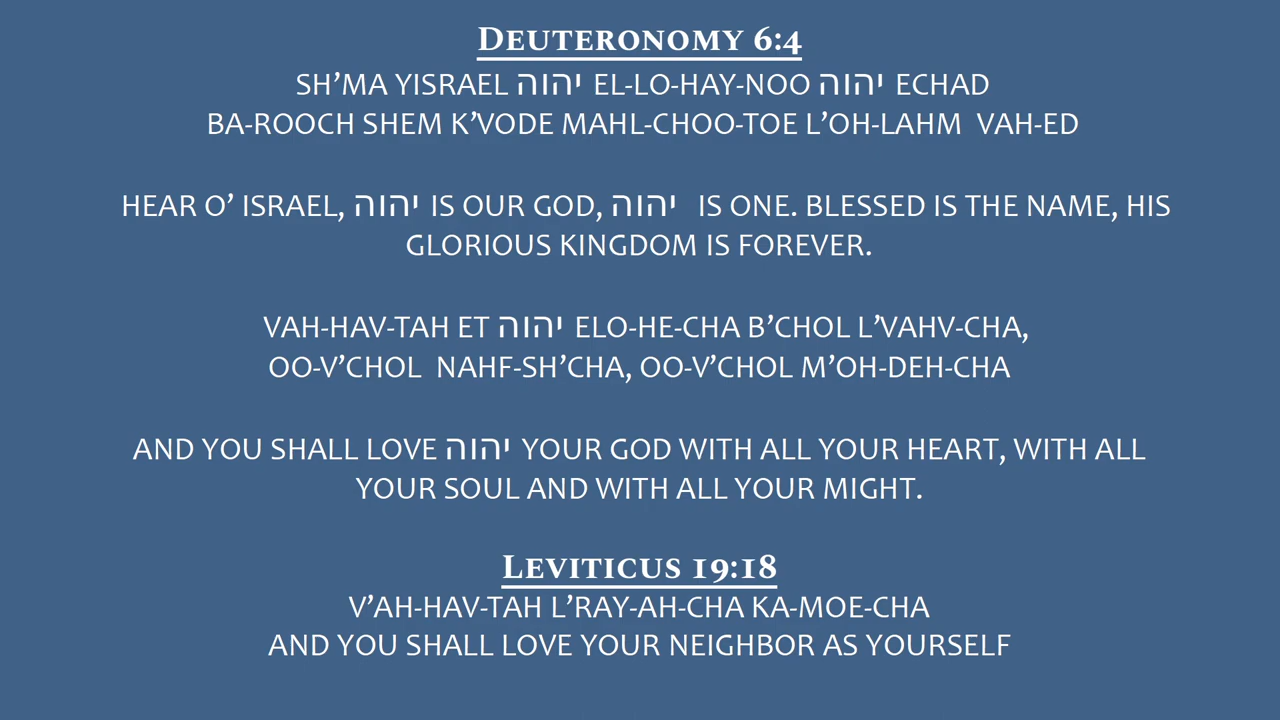 Deuteronomy 6:4
SH’MA YISRAEL יהוה EL-LO-HAY-NOO יהוה ECHAD
BA-ROOCH SHEM K’VODE MAHL-CHOO-TOE L’OH-LAHM VAH-ED
HEAR O’ ISRAEL, יהוה IS OUR GOD, יהוה IS ONE. BLESSED IS THE NAME, HIS
GLORIOUS KINGDOM IS FOREVER.
VAH-HAV-TAH ET יהוה ELO-HE-CHA B’CHOL L’VAHV-CHA,
OO-V’CHOL NAHF-SH’CHA, OO-V’CHOL M’OH-DEH-CHA
AND YOU SHALL LOVE יהוה YOUR GOD WITH ALL YOUR HEART, WITH ALL
YOUR SOUL AND WITH ALL YOUR MIGHT.
Leviticus 19:18
V’AH-HAV-TAH L’RAY-AH-CHA KA-MOE-CHA
AND YOU SHALL LOVE YOUR NEIGHBOR AS YOURSELF